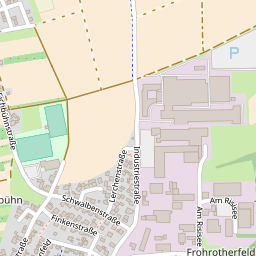 P
Lerchenstraße
Industriestraße
Schwalbenstraße
Finkenstraße
Am Rissee
Am Rissee
Frohrotherfeld